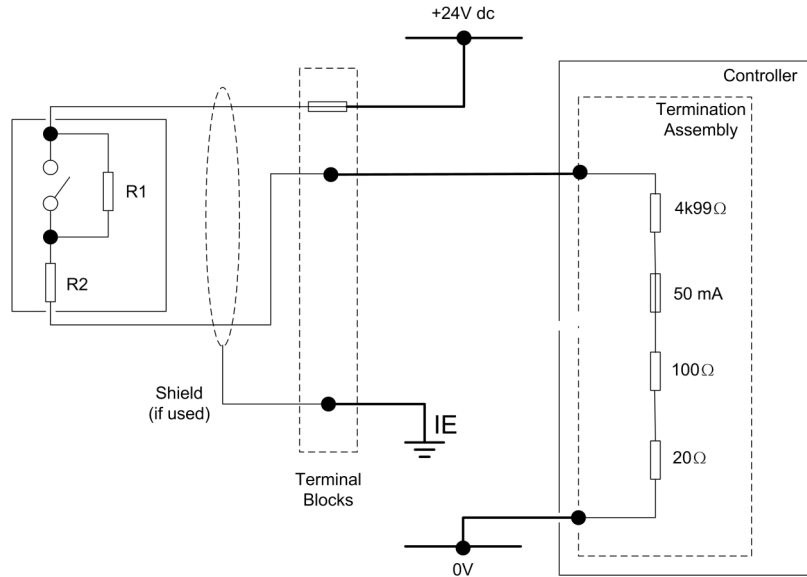 +24V dc
Controller
Termination
Assembly
R1
4k99Ω
R2
50 mA
100Ω
Shield
(if used)
IE
20Ω
Terminal
Blocks
0V